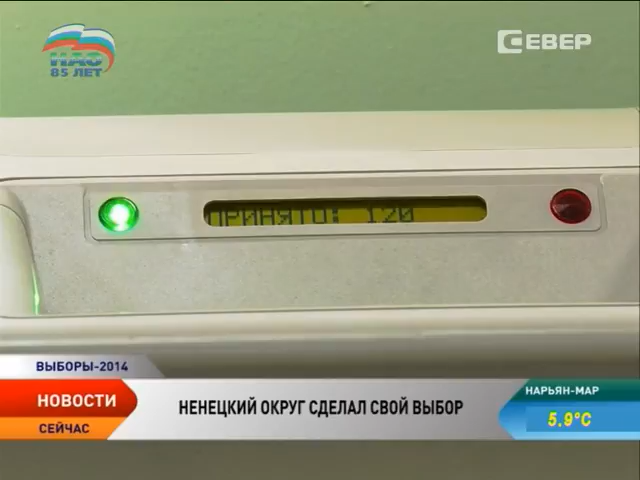 НАО
85 ЛЕТ
СЕВЕР
ПРИНЯТО: 120
ВЫБОРЫ-2014
НОВОСТИ
СЕЙЧАС
НЕНЕЦКИЙ ОКРУГ СДЕЛАЛ СВОЙ ВЫБОР
НАРЬЯН-МАР
5.9°C